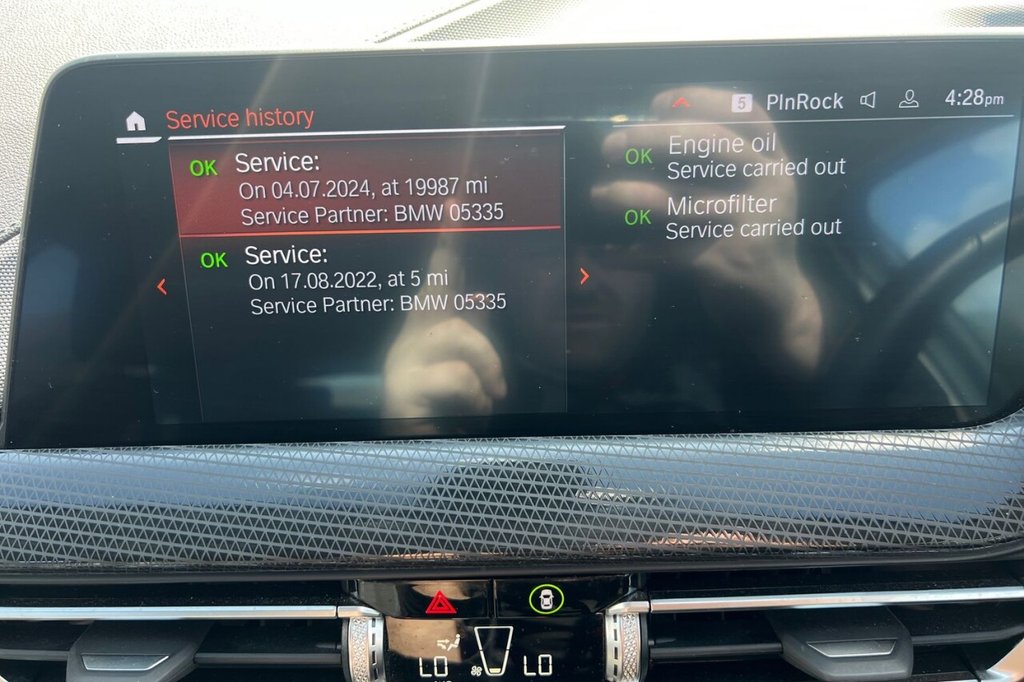 Service history
5 PlnRock 4:28pm
OK Service:
On 04.07.2024, at 19987 mi
Service Partner: BMW 05335
OK Service:
On 17.08.2022, at 5 mi
Service Partner: BMW 05335
OK Engine oil
Service carried out
OK Microfilter
Service carried out
LO LO